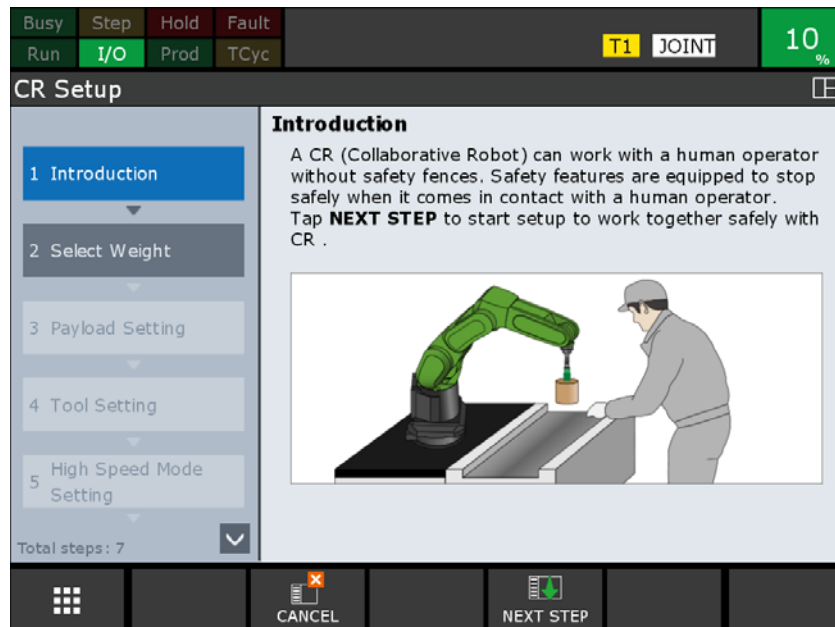 Busy Step Hold Fault
Run I/O Prod TCyc
T1 JOINT
10
%
CR Setup
1 Introduction
2 Select Weight
3 Payload Setting
4 Tool Setting
5 High Speed Mode
Setting
Total steps: 7
Introduction
A CR (Collaborative Robot) can work with a human operator
without safety fences. Safety features are equipped to stop
safely when it comes in contact with a human operator.
Tap NEXT STEP to start setup to work together safely with
CR .
CANCEL
NEXT STEP